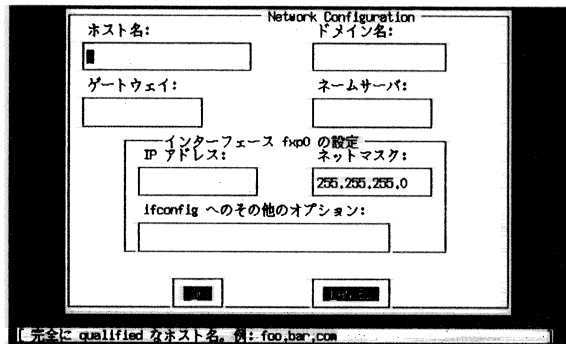 Network Configuration
ホスト名:
ドメイン名:
ゲートウェイ:
ネームサーバ:
インターフェース fxp0 の設定
IP アドレス:
ネットマスク:
255.255.255.0
ifconfig へのその他のオプション:
完全に qualified なホスト名。例: foo.bar.com